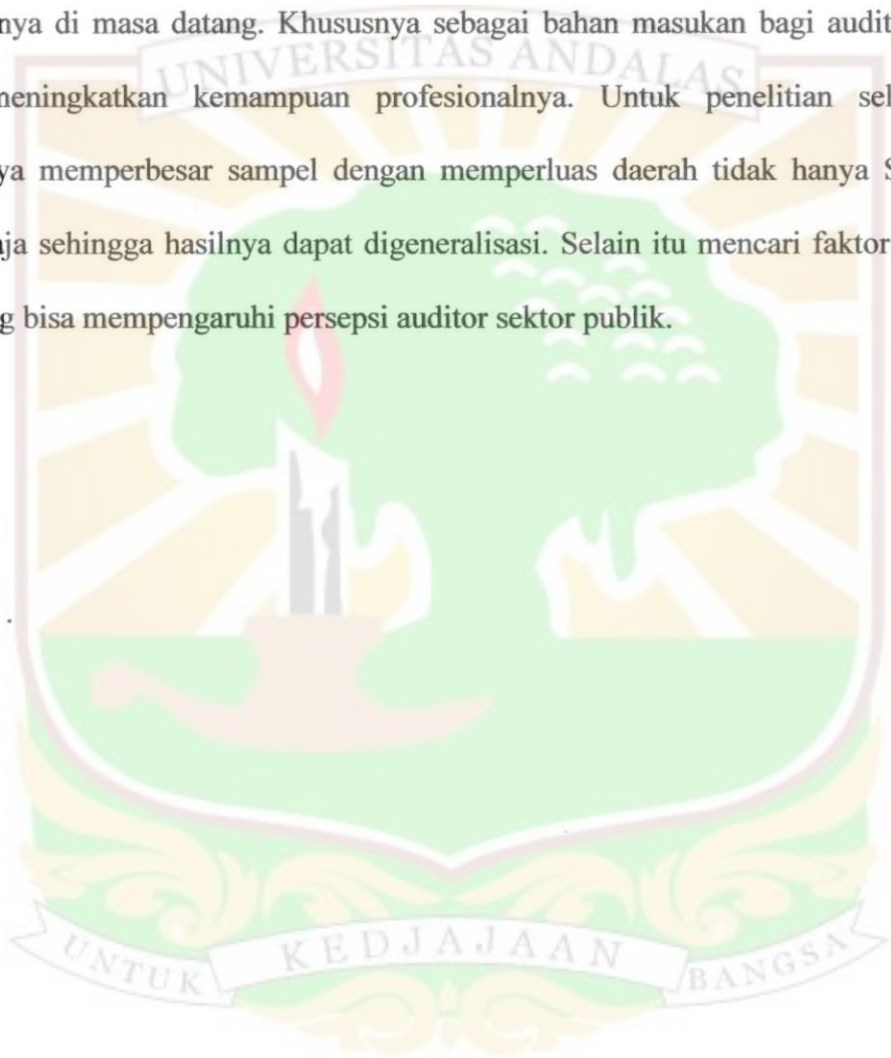 nya di masa datang. Khususnya sebagai bahan masukan bagi audit
meningkatkan kemampuan profesionalnya. Untuk penelitian sel
ya memperbesar sampel dengan memperluas daerah tidak hanya S
ja sehingga hasilnya dapat digeneralisasi. Selain itu mencari faktor
g bisa mempengaruhi persepsi auditor sektor publik.
UNIVERSITAS ANDALAS
UNTUK KEDJAJAAN BANGSA